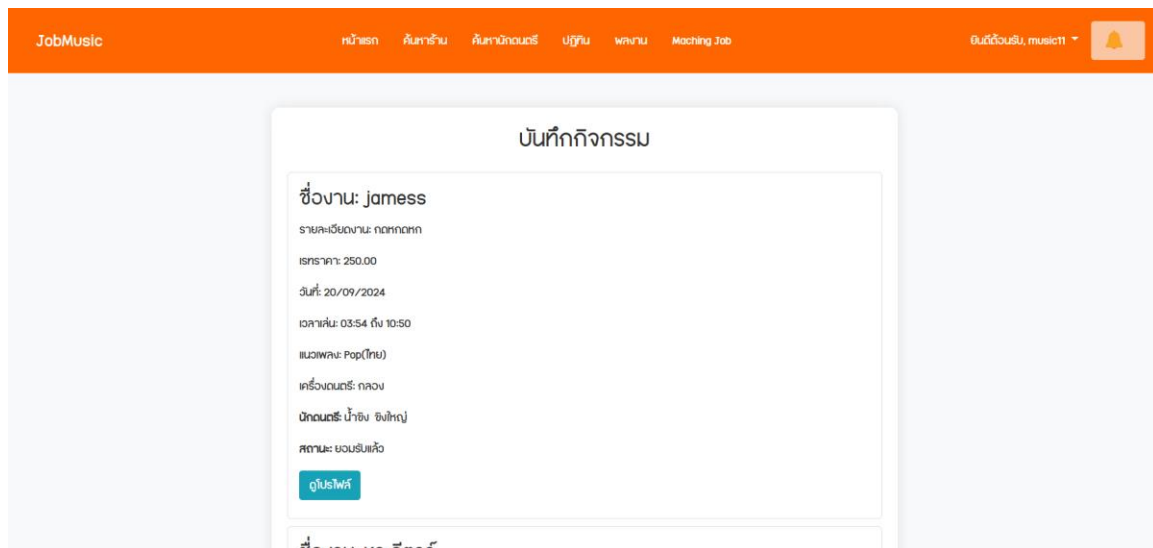 JobMusic
หน้าแรก ค้นหาร้าน ค้นหานักดนตรี ปฏิทิน ผลงาน Maching Job
ยินดีต้อนรับ, music11
บันทึกกิจกรรม
ชื่องาน: jamess
รายละเอียดงาน: กดหกดหก
เรทราคา: 250.00
วันที่: 20/09/2024
เวลาเล่น: 03:54 ถึง 10:50
แนวเพลง: Pop(ไทย)
เครื่องดนตรี: กลอง
นักดนตรี: น้ำขิง ขิงใหญ่
สถานะ: ยอมรับแล้ว
ดูโปรไฟล์